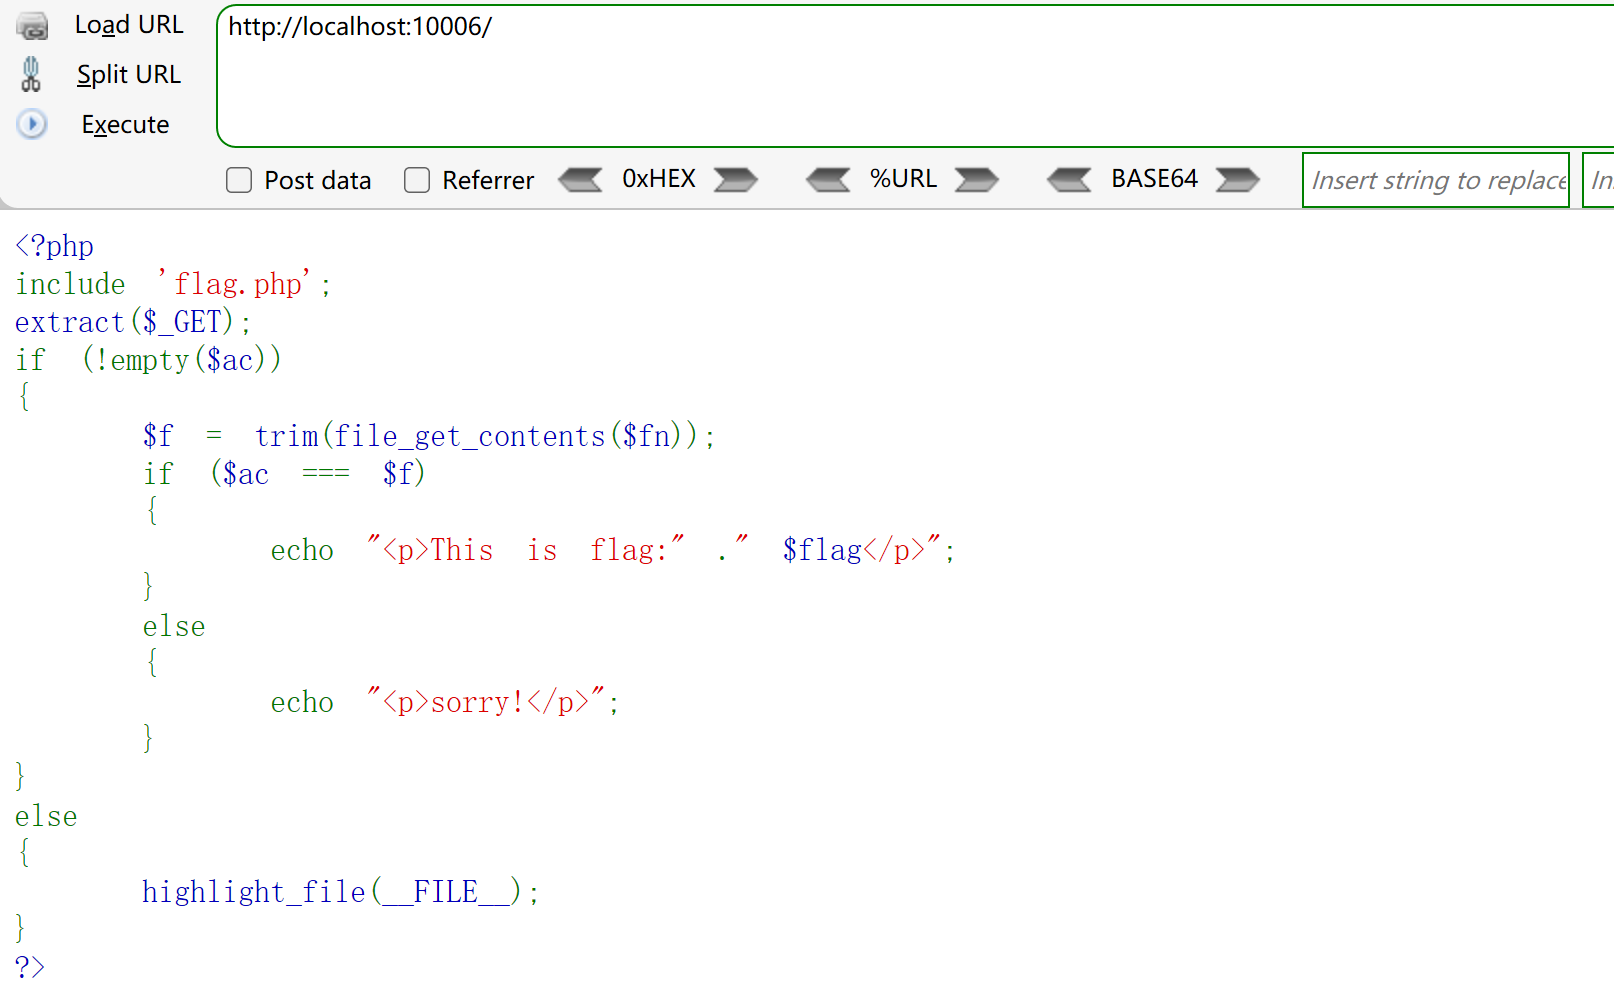 Load URL
http://localhost:10006/
Split URL
Execute
Post data Referrer 0xHEX %URL BASE64 Insert string to replace
<?php
include 'flag.php';
extract($_GET);
if (!empty($ac))
{
$f = trim(file_get_contents($fn));
if ($ac === $f)
{
echo "<p>This is flag:" ." $flag</p>";
}
else
{
echo "<p>sorry!</p>";
}
}
else
{
highlight_file(__FILE__);
}
?>